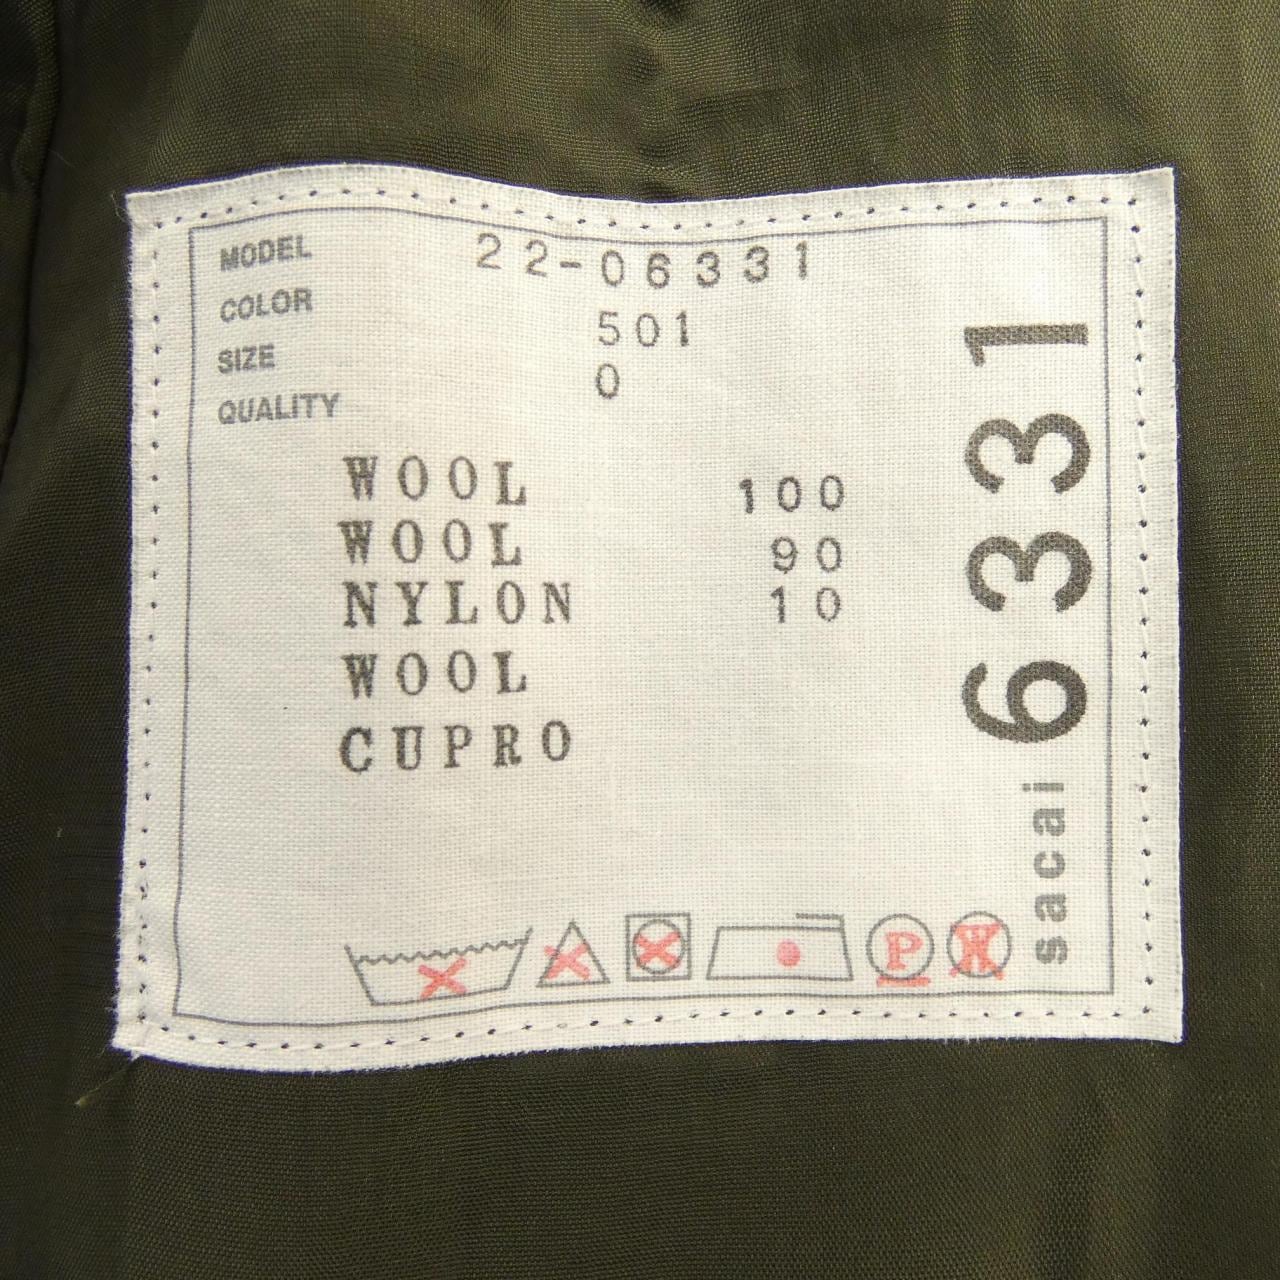 MODEL 22-06331
COLOR 501
SIZE 0
QUALITY
WOOL 100
WOOL 90
NYLON 10
WOOL
CUPRO
P W
sacai 6331